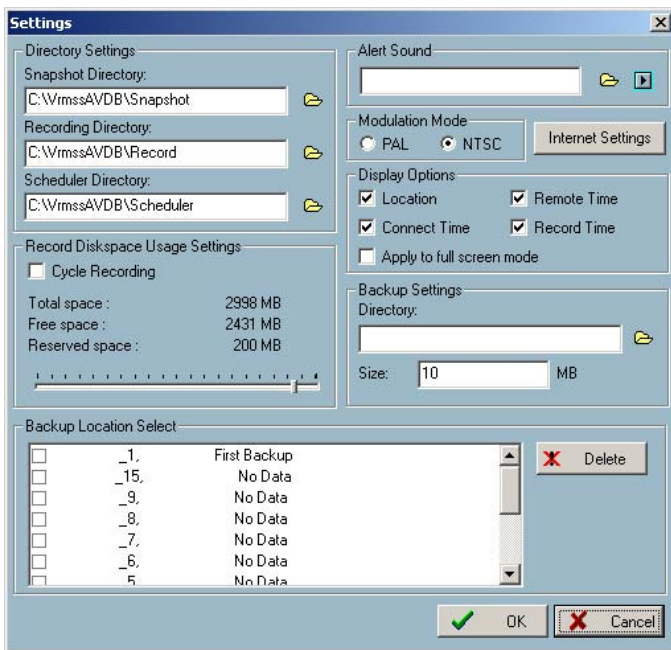 Settings
Directory Settings
Snapshot Directory:
C:\VrmssAVDB\Snapshot
Recording Directory:
C:\VrmssAVDB\Record
Scheduler Directory:
C:\VrmssAVDB\Scheduler
Record Diskspace Usage Settings
Cycle Recording
Total space : 2998 MB
Free space : 2431 MB
Reserved space : 200 MB
Alert Sound
Modulation Mode
PAL NTSC
Internet Settings
Display Options
Location Remote Time
Connect Time Record Time
Apply to full screen mode
Backup Settings
Directory:
Size: 10 MB
Backup Location Select
_1, First Backup
_15, No Data
_9, No Data
_8, No Data
_7, No Data
_6, No Data
_5 No Data
Delete
OK Cancel